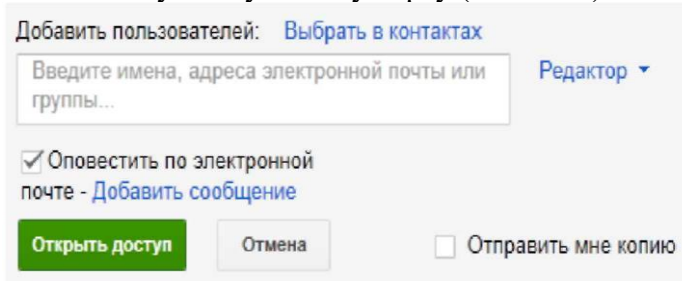 Добавить пользователей: Выбрать в контактах
Введите имена, адреса электронной почты или Редактор
группы...
Оповестить по электронной
почте - Добавить сообщение
Открыть доступ Отмена Отправить мне копию